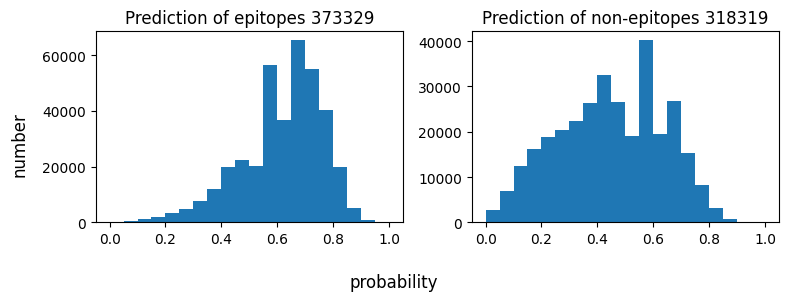 Prediction of epitopes 373329
Prediction of non-epitopes 318319
number
60000
40000
20000
0
0.0 0.2 0.4 0.6 0.8 1.0
40000
30000
20000
10000
0
0.0 0.2 0.4 0.6 0.8 1.0
probability